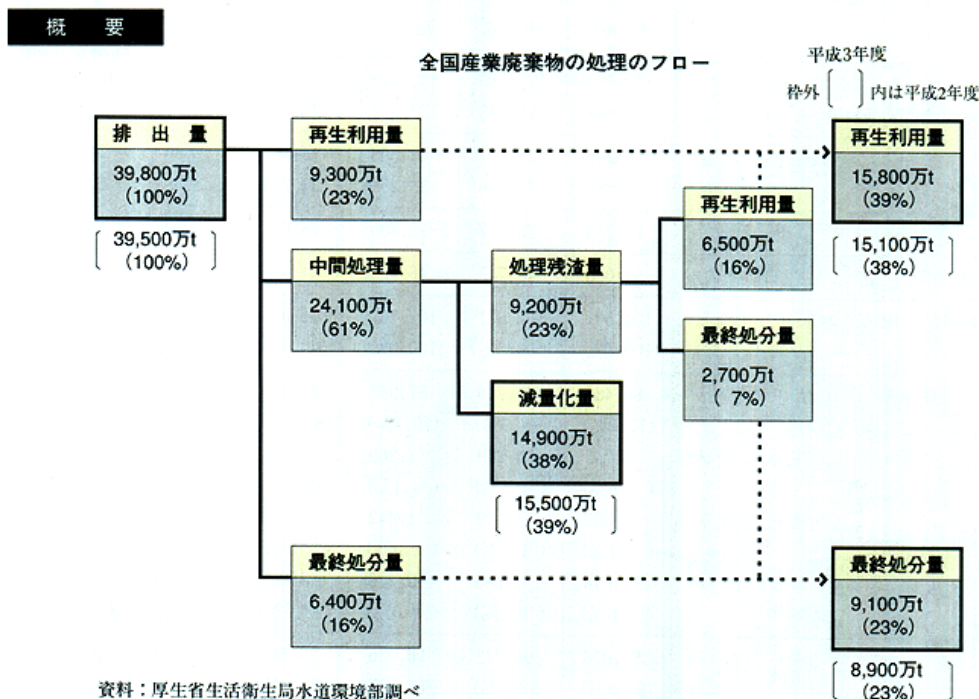 概 要
全国産業廃棄物の処理のフロー
平成3年度
枠外〔 〕内は平成2年度
排 出 量
39,800万t
(100%)
〔39,500万t
(100%)〕
再生利用量
9,300万t
(23%)
中間処理量
24,100万t
(61%)
最終処分量
6,400万t
(16%)
処理残渣量
9,200万t
(23%)
減量化量
14,900万t
(38%)
〔15,500万t
(39%)〕
再生利用量
6,500万t
(16%)
最終処分量
2,700万t
( 7%)
再生利用量
15,800万t
(39%)
〔15,100万t
(38%)〕
最終処分量
9,100万t
(23%)
〔8,900万t
(23%)〕
資料:厚生省生活衛生局水道環境部調べ